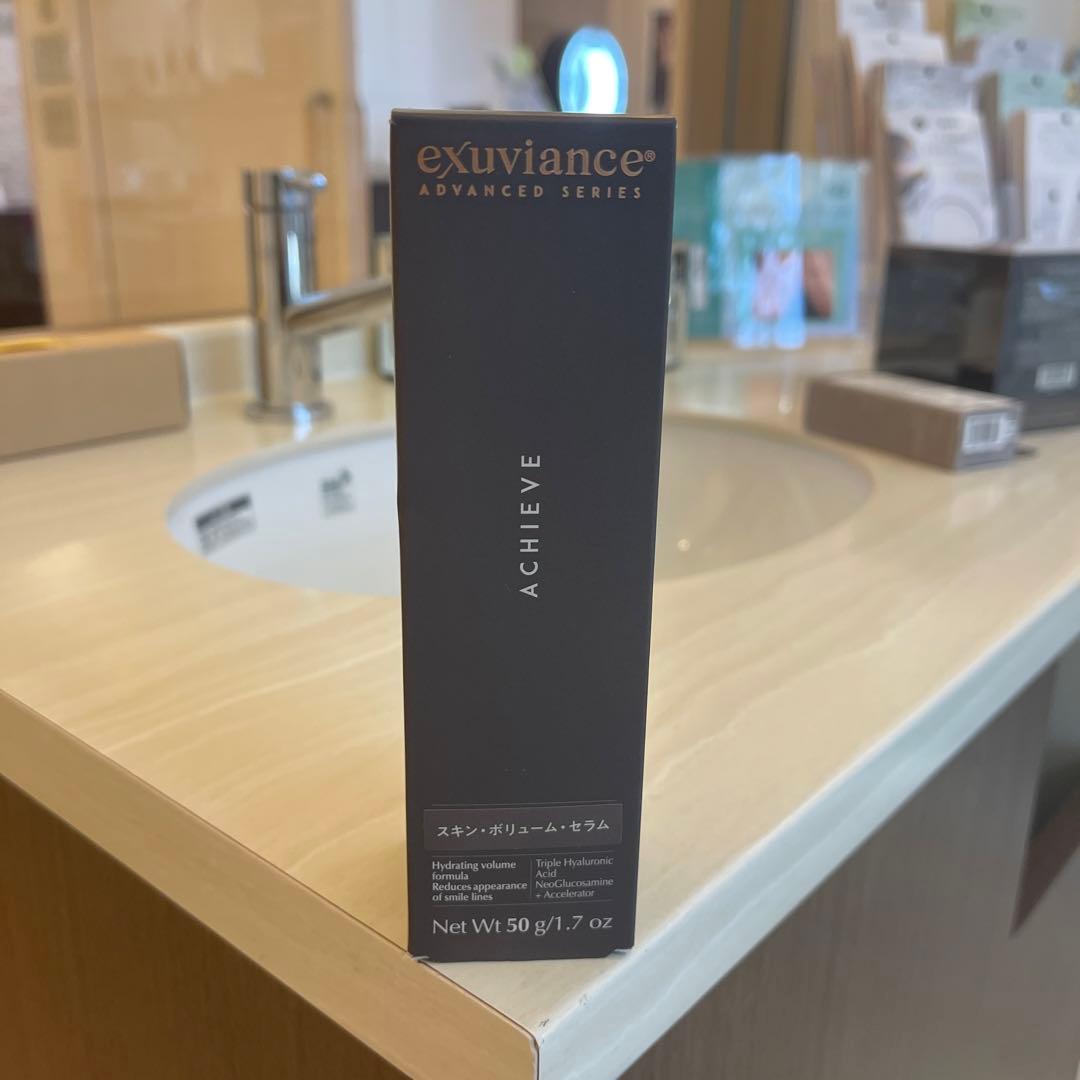 exuviance®
ADVANCED SERIES
ACHIEVE
スキン・ボリューム・セラム
Hydrating volume
formula
Reduces appearance
of smile lines
Triple Hyaluronic
Acid
NeoGlucosamine
+ Accelerator
Net Wt 50 g/1.7 oz